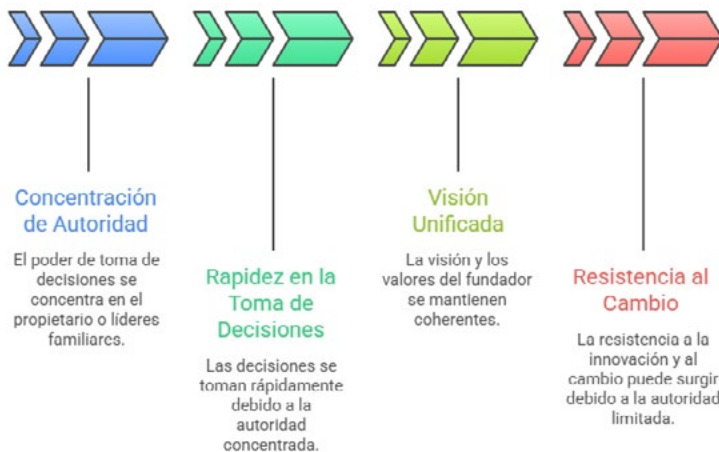 Concentración
de Autoridad
El poder de toma de
decisiones se
concentra en el
propietario o líderes
familiares.
Rapidez en la
Toma de
Decisiones
Las decisiones se
toman rápidamente
debido a la
autoridad
concentrada.
Visión
Unificada
La visión y los
valores del fundador
se mantienen
coherentes.
Resistencia al
Cambio
La resistencia a la
innovación y al
cambio puede surgir
debido a la autoridad
limitada.